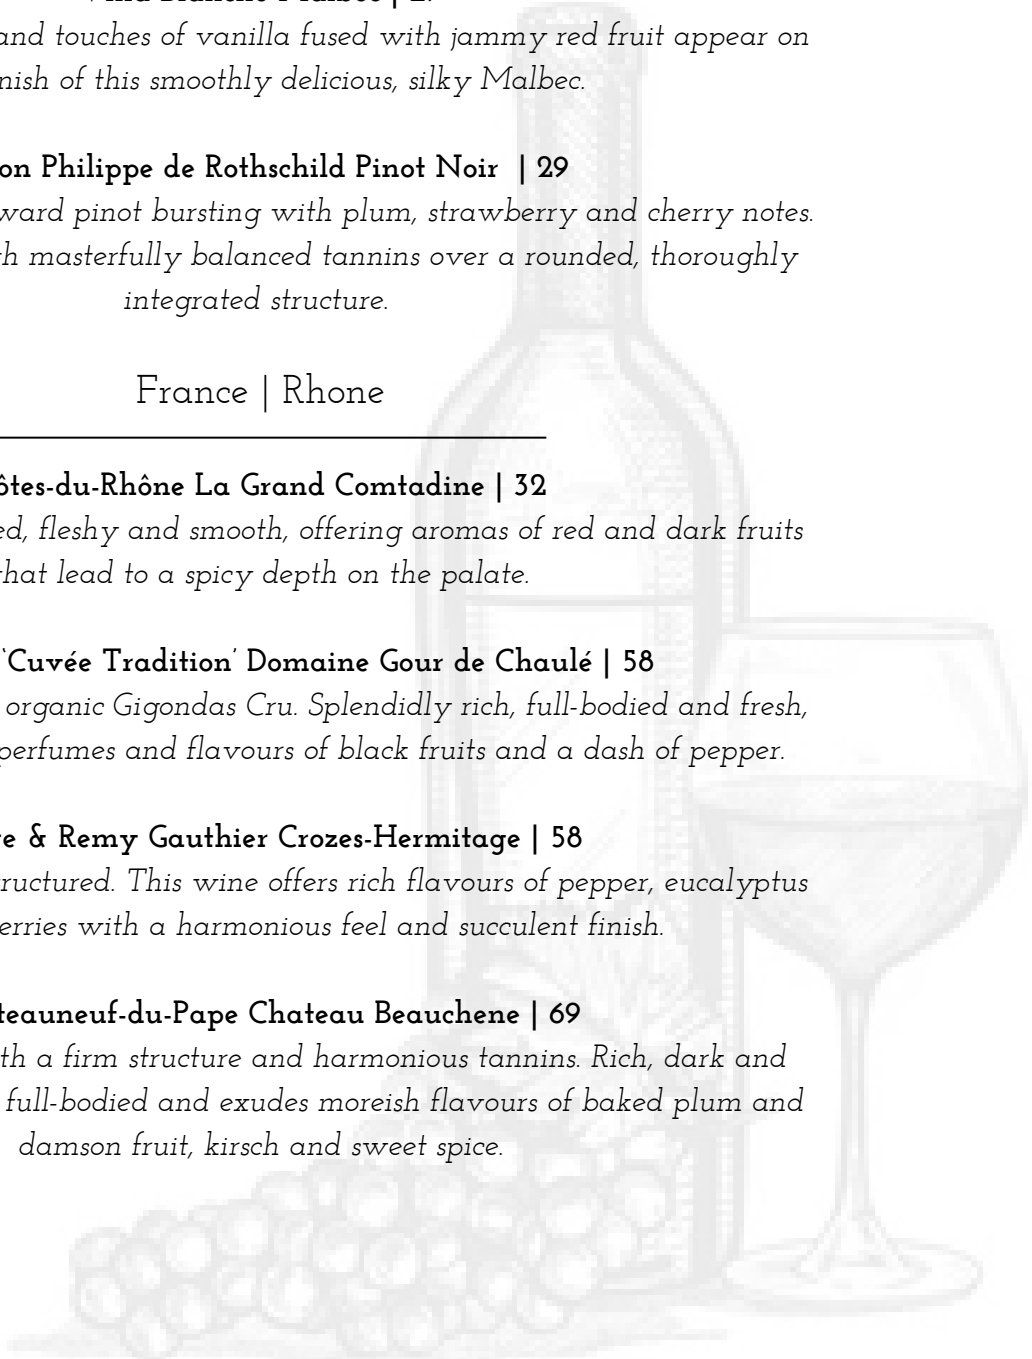 and touches of vanilla fused with jammy red fruit appear on
nish of this smoothly delicious, silky Malbec.
on Philippe de Rothschild Pinot Noir | 29
ward pinot bursting with plum, strawberry and cherry notes.
h masterfully balanced tannins over a rounded, thoroughly
integrated structure.
France | Rhone
ôtes-du-Rhône La Grand Comtadine | 32
ed, fleshy and smooth, offering aromas of red and dark fruits
that lead to a spicy depth on the palate.
‘Cuvée Tradition’ Domaine Gour de Chaulé | 58
organic Gigondas Cru. Splendidly rich, full-bodied and fresh,
perfumes and flavours of black fruits and a dash of pepper.
e & Remy Gauthier Crozes-Hermitage | 58
ructured. This wine offers rich flavours of pepper, eucalyptus
erries with a harmonious feel and succulent finish.
teauneuf-du-Pape Chateau Beauchene | 69
th a firm structure and harmonious tannins. Rich, dark and
full-bodied and exudes moreish flavours of baked plum and
damson fruit, kirsch and sweet spice.